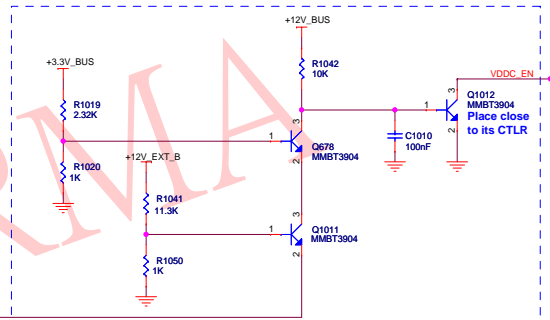 +12V_BUS
+3.3V_BUS
R1042
10K
VDDC_EN
R1019
2.32K
3
Q1012
1
MMBT3904
Place close
to its CTLR
2
C1010
100nF
3
1
Q678
MMBT3904
2
R1020
1K
+12V_EXT_B
R1041
11.3K
3
1
Q1011
MMBT3904
2
R1050
1K
RMA